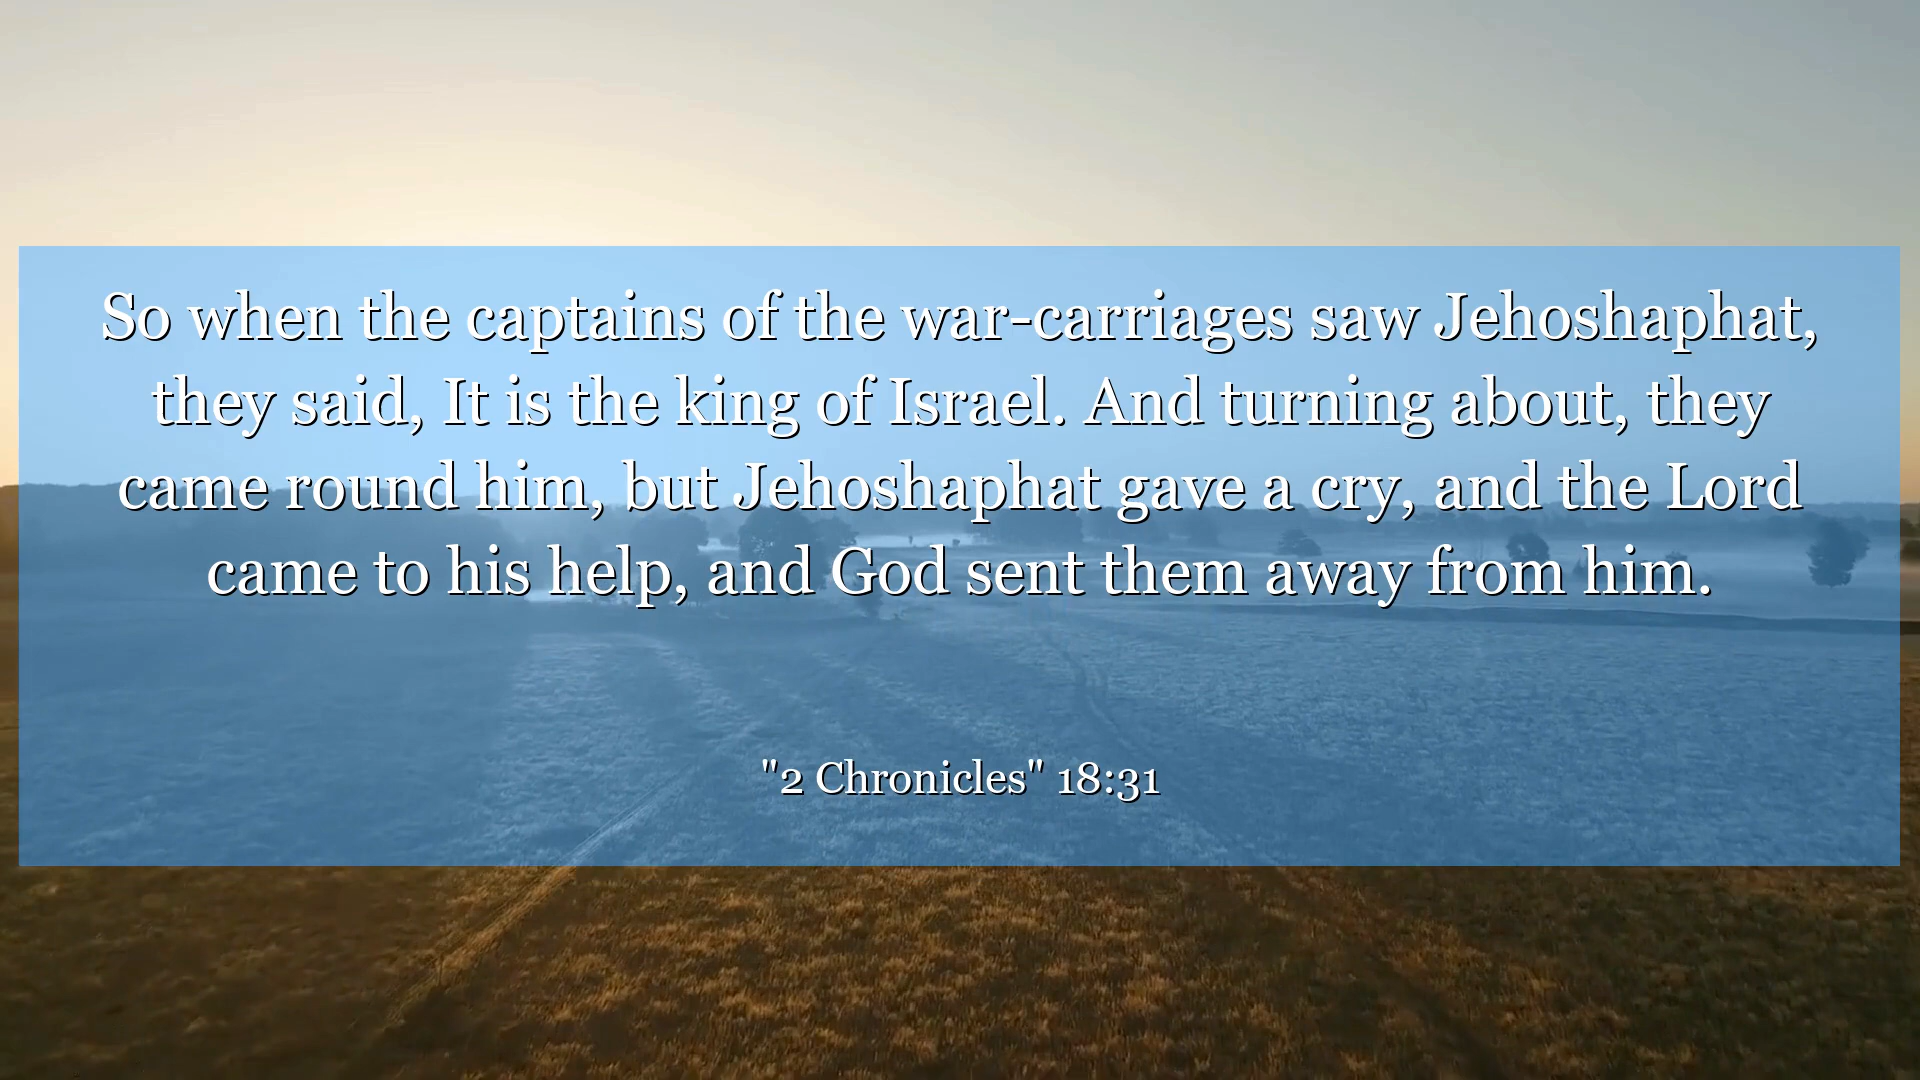 So when the captains of the war-carriages saw Jehoshaphat,
they said, It is the king of Israel. And turning about, they
came round him, but Jehoshaphat gave a cry, and the Lord
came to his help, and God sent them away from him.
"2 Chronicles" 18:31